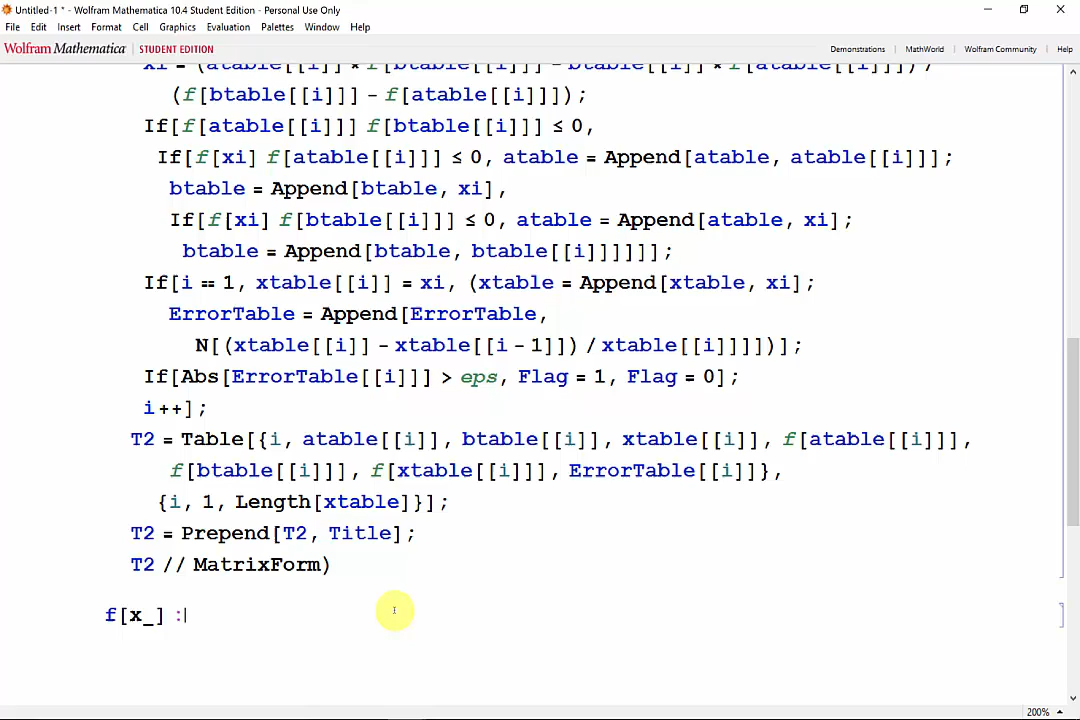 Untitled-1 * - Wolfram Mathematica 10.4 Student Edition - Personal Use Only
File Edit Insert Format Cell Graphics Evaluation Palettes Window Help
Wolfram Mathematica | STUDENT EDITION Demonstrations MathWorld Wolfram Community Help
xi = (atable[[i]] * f[btable[[i]]] - btable[[i]] * f[atable[[i]]]) /
(f[btable[[i]]] - f[atable[[i]]]);
If[f[atable[[i]]] f[btable[[i]]] ≤ 0,
If[f[xi] f[atable[[i]]] ≤ 0, atable = Append[atable, atable[[i]]];
btable = Append[btable, xi],
If[f[xi] f[btable[[i]]] ≤ 0, atable = Append[atable, xi];
btable = Append[btable, btable[[i]]]]]];
If[i == 1, xtable[[i]] = xi, (xtable = Append[xtable, xi];
ErrorTable = Append[ErrorTable,
N[(xtable[[i]] - xtable[[i - 1]]) / xtable[[i]]]])];
If[Abs[ErrorTable[[i]]] > eps, Flag = 1, Flag = 0];
i++];
T2 = Table[{i, atable[[i]], btable[[i]], xtable[[i]], f[atable[[i]]],
f[btable[[i]]], f[xtable[[i]]], ErrorTable[[i]]},
{i, 1, Length[xtable]}];
T2 = Prepend[T2, Title];
T2 // MatrixForm)
f[x_] :
200%